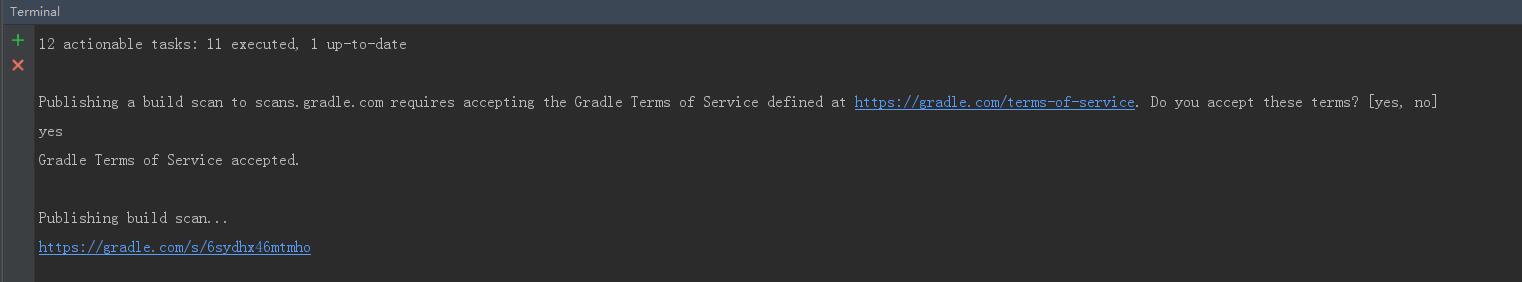 Terminal
12 actionable tasks: 11 executed, 1 up-to-date
Publishing a build scan to scans.gradle.com requires accepting the Gradle Terms of Service defined at https://gradle.com/terms-of-service. Do you accept these terms? [yes, no]
yes
Gradle Terms of Service accepted.
Publishing build scan...
https://gradle.com/s/6sydhx46mtmho